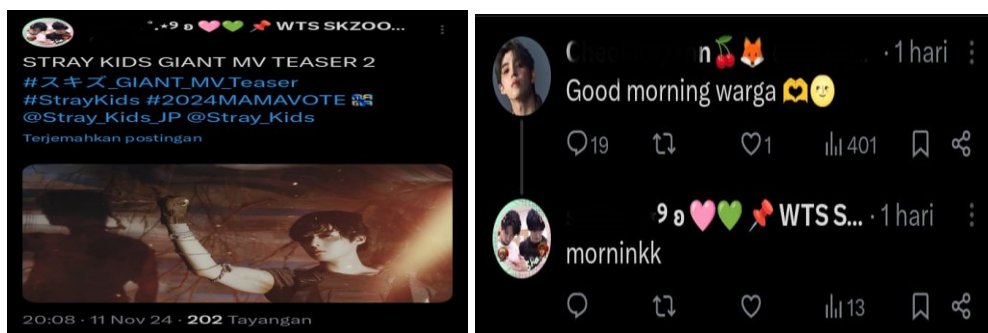 .⋆９ ʚ 🩷💚 📌 WTS SKZOO...
STRAY KIDS GIANT MV TEASER 2
#スキズ_GIANT_MV_Teaser
#StrayKids #2024MAMAVOTE
@Stray_Kids_JP @Stray_Kids
Terjemahkan postingan
20:08 · 11 Nov 24 · 202 Tayangan
n🍒🦊 · 1 hari
Good morning warga 🫶🌝
19 1 401
９ ʚ 🩷💚 📌 WTS S... · 1 hari
morninkk
13